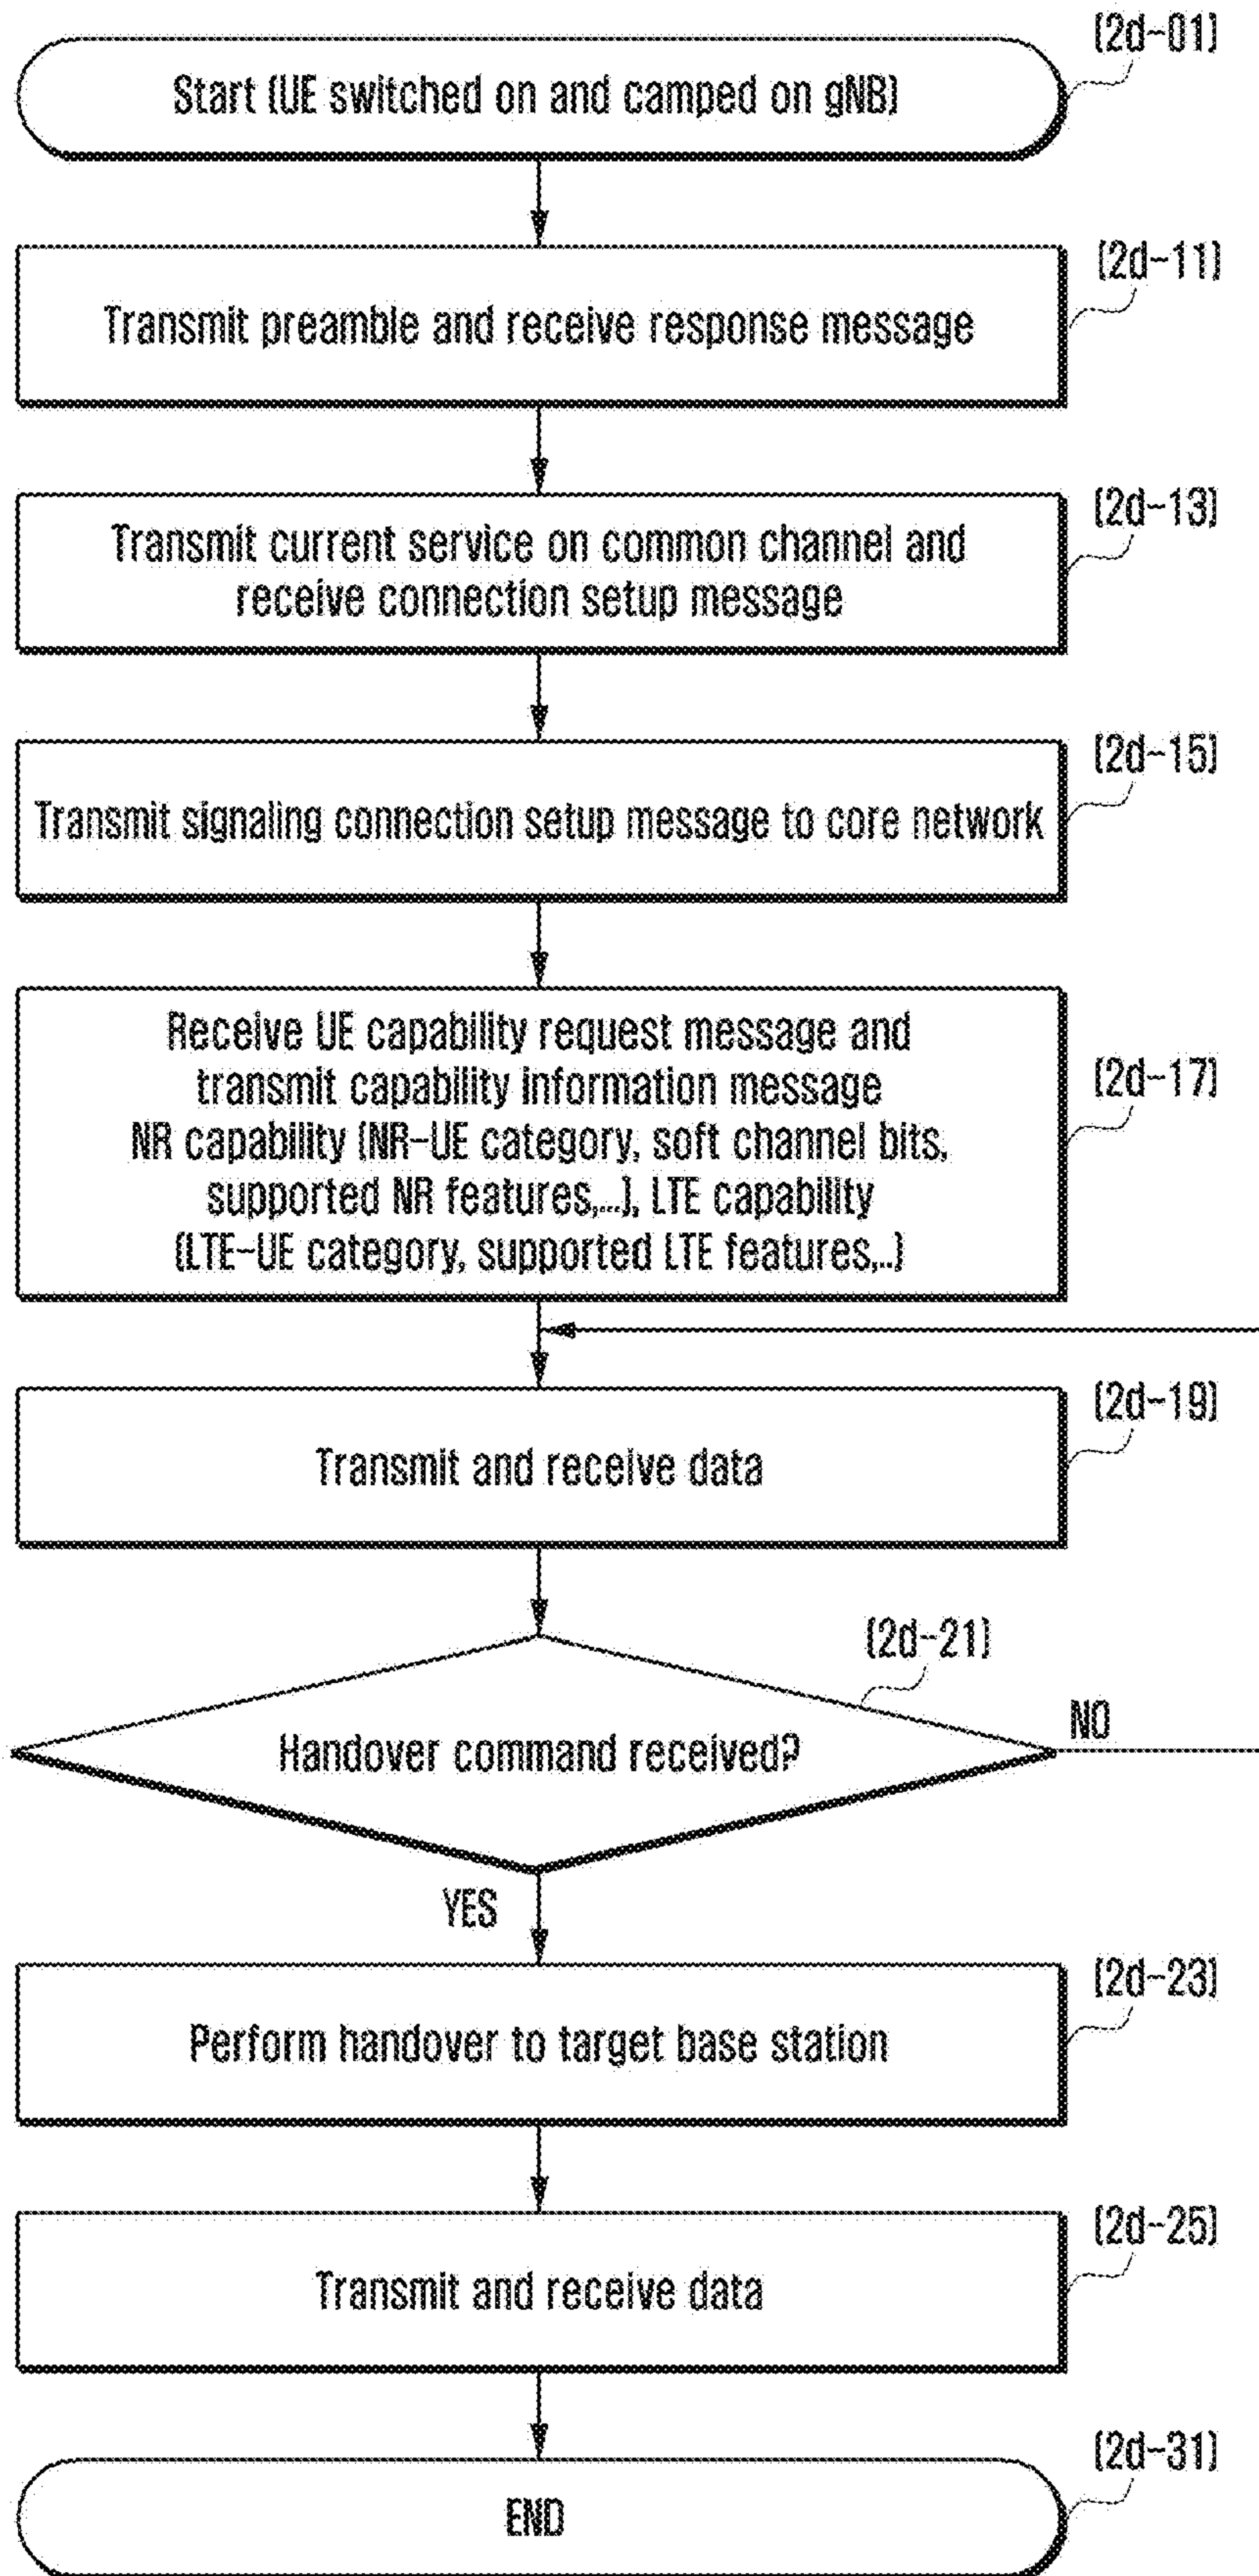 (2d-01)
Start (UE switched on and camped on gNB)
(2d-11)
Transmit preamble and receive response message
(2d-13)
Transmit current service on common channel and
receive connection setup message
(2d-15)
Transmit signaling connection setup message to core network
(2d-17)
Receive UE capability request message and
transmit capability information message
NR capability (NR-UE category, soft channel bits,
supported NR features,...), LTE capability
(LTE-UE category, supported LTE features,..)
(2d-19)
Transmit and receive data
(2d-21)
Handover command received?
NO
YES
(2d-23)
Perform handover to target base station
(2d-25)
Transmit and receive data
(2d-31)
END